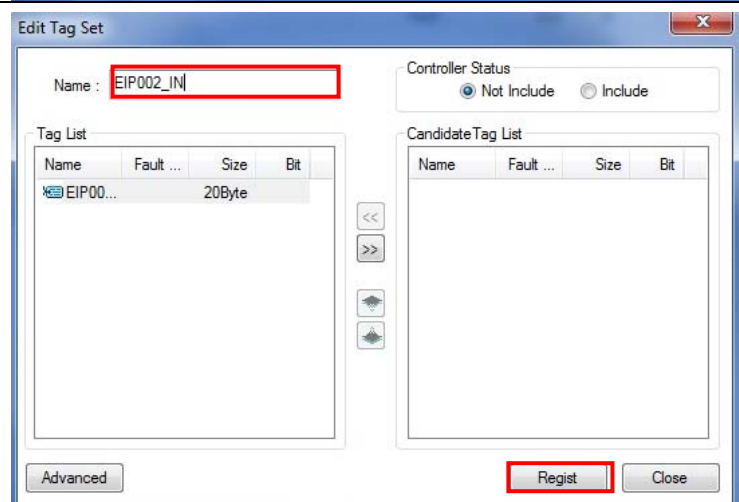 Edit Tag Set
Name : EIP002_IN
Controller Status
Not Include Include
Tag List
Name Fault ... Size Bit
EIP00... 20Byte
Candidate Tag List
Name Fault ... Size Bit
<<
>>
Advanced
Regist Close